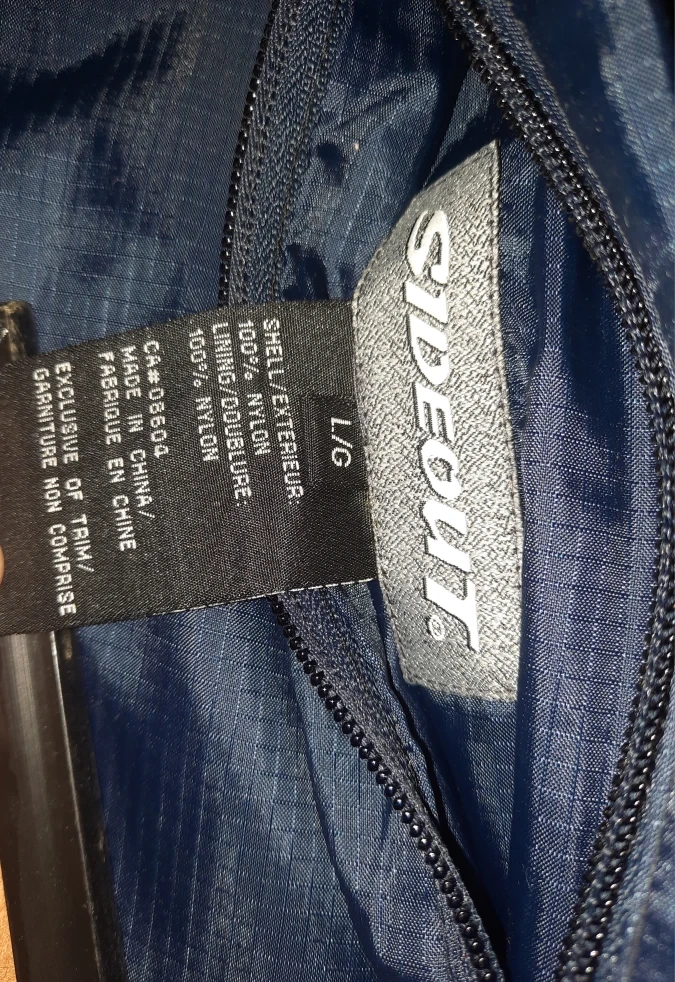 SIDEOUT®
L/G
SHELL/EXTERIEUR:
100% NYLON
LINING/DOUBLURE:
100% NYLON
CA#:08604
MADE IN CHINA/
FABRIQUE EN CHINE
EXCLUSIVE OF TRIM/
GARNITURE NON COMPRISE